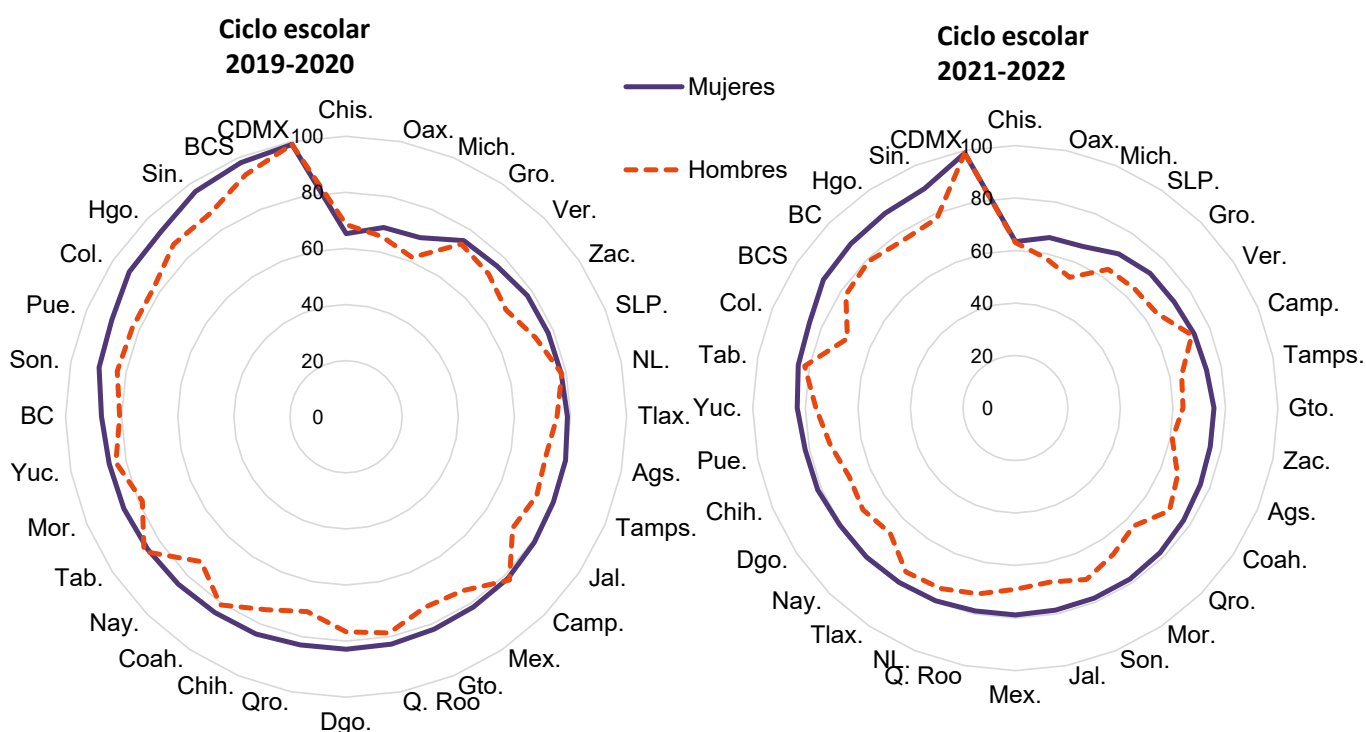 Ciclo escolar
2019-2020
Ciclo escolar
2021-2022
Mujeres
Hombres
Chis.
Oax.
Mich.
Gro.
Ver.
Zac.
SLP.
NL.
Tlax.
Ags.
Tamps.
Jal.
Camp.
Mex.
Gto.
Q. Roo
Dgo.
Qro.
Chih.
Coah.
Nay.
Tab.
Mor.
Yuc.
BC
Son.
Pue.
Col.
Hgo.
Sin.
BCS
CDMX
100
80
60
40
20
0
Chis.
Oax.
Mich.
SLP.
Gro.
Ver.
Camp.
Tamps.
Gto.
Zac.
Ags.
Coah.
Qro.
Mor.
Son.
Jal.
Mex.
Q. Roo
NL.
Tlax.
Nay.
Dgo.
Chih.
Pue.
Yuc.
Tab.
Col.
BCS
BC
Hgo.
Sin.
CDMX
100
80
60
40
20
0